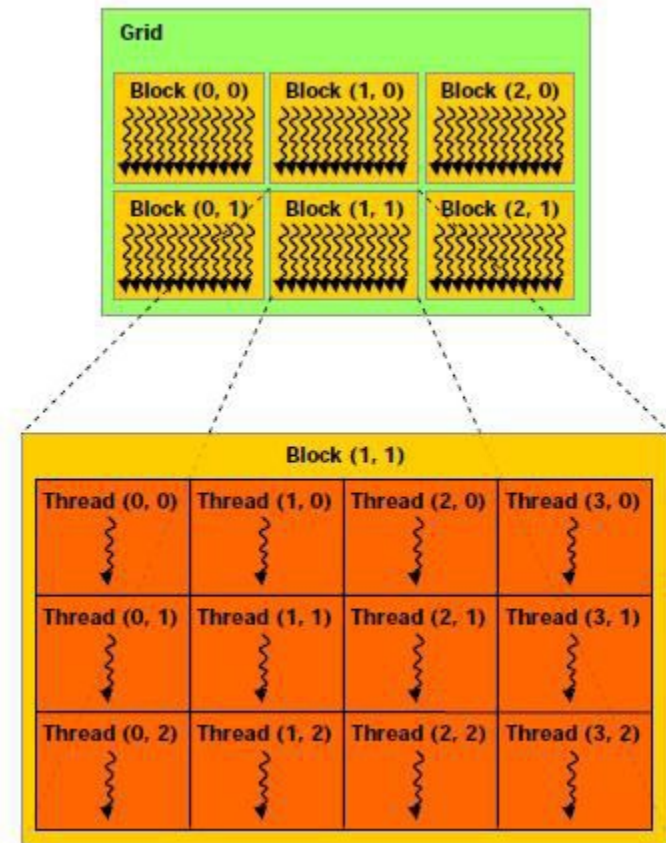 Grid
Block (0, 0) Block (1, 0) Block (2, 0)
Block (0, 1) Block (1, 1) Block (2, 1)
Block (1, 1)
Thread (0, 0) Thread (1, 0) Thread (2, 0) Thread (3, 0)
Thread (0, 1) Thread (1, 1) Thread (2, 1) Thread (3, 1)
Thread (0, 2) Thread (1, 2) Thread (2, 2) Thread (3, 2)